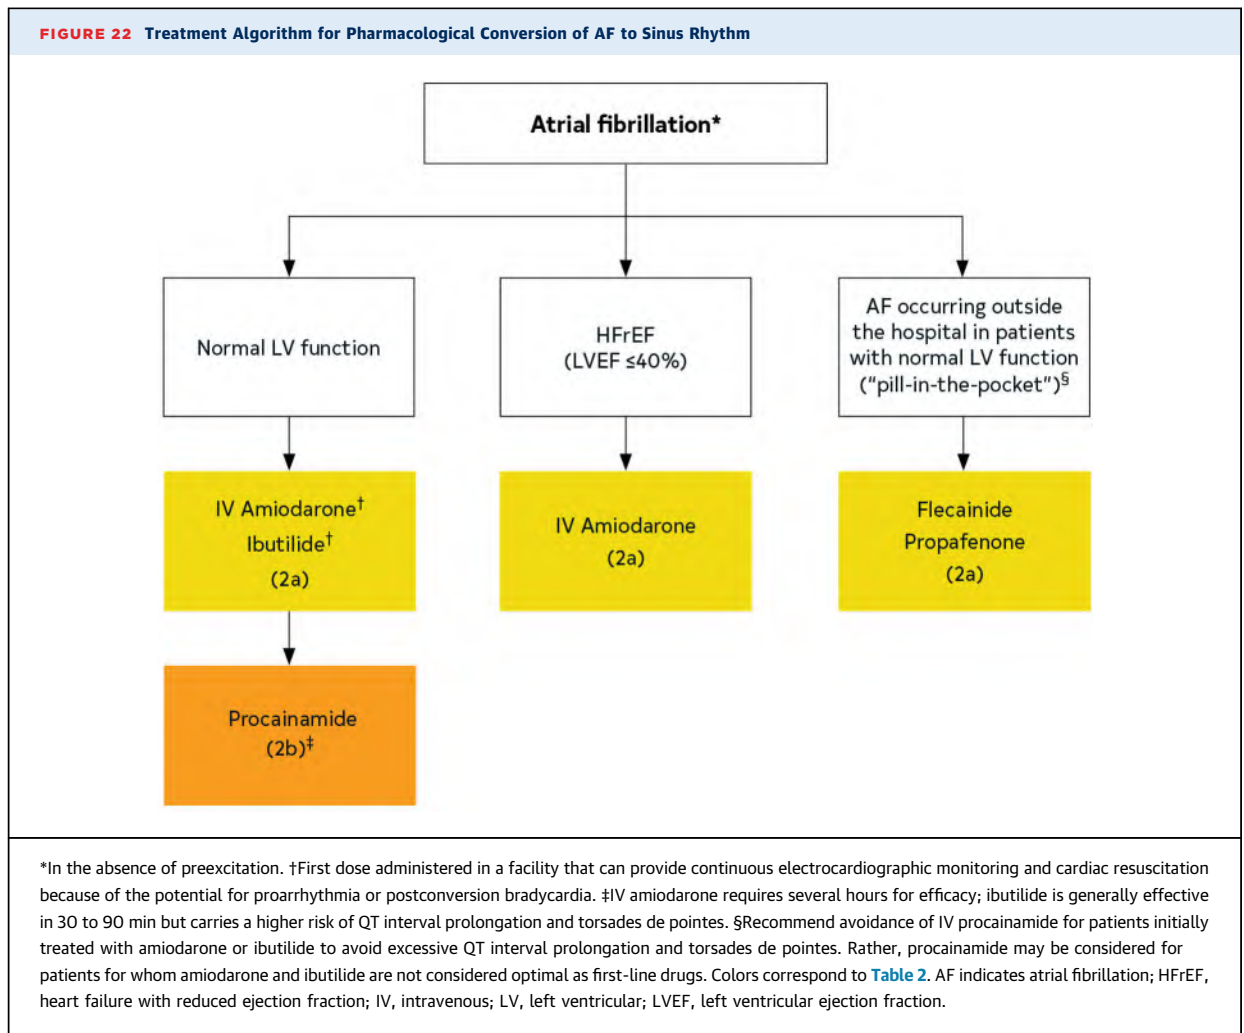 FIGURE 22 Treatment Algorithm for Pharmacological Conversion of AF to Sinus Rhythm
Atrial fibrillation*
Normal LV function
HFrEF
(LVEF ≤40%)
AF occurring outside
the hospital in patients
with normal LV function
("pill-in-the-pocket")§
IV Amiodarone†
Ibutilide†
(2a)
IV Amiodarone
(2a)
Flecainide
Propafenone
(2a)
Procainamide
(2b)‡
*In the absence of preexcitation. †First dose administered in a facility that can provide continuous electrocardiographic monitoring and cardiac resuscitation
because of the potential for proarrhythmia or postconversion bradycardia. ‡IV amiodarone requires several hours for efficacy; ibutilide is generally effective
in 30 to 90 min but carries a higher risk of QT interval prolongation and torsades de pointes. §Recommend avoidance of IV procainamide for patients initially
treated with amiodarone or ibutilide to avoid excessive QT interval prolongation and torsades de pointes. Rather, procainamide may be considered for
patients for whom amiodarone and ibutilide are not considered optimal as first-line drugs. Colors correspond to Table 2. AF indicates atrial fibrillation; HFrEF,
heart failure with reduced ejection fraction; IV, intravenous; LV, left ventricular; LVEF, left ventricular ejection fraction.